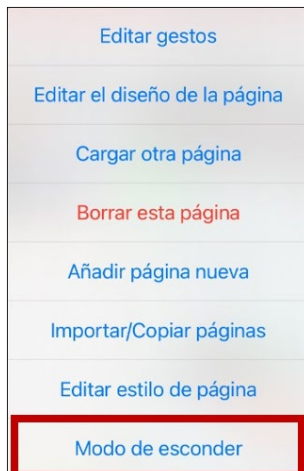 Editar gestos
Editar el diseño de la página
Cargar otra página
Borrar esta página
Añadir página nueva
Importar/Copiar páginas
Editar estilo de página
Modo de esconder